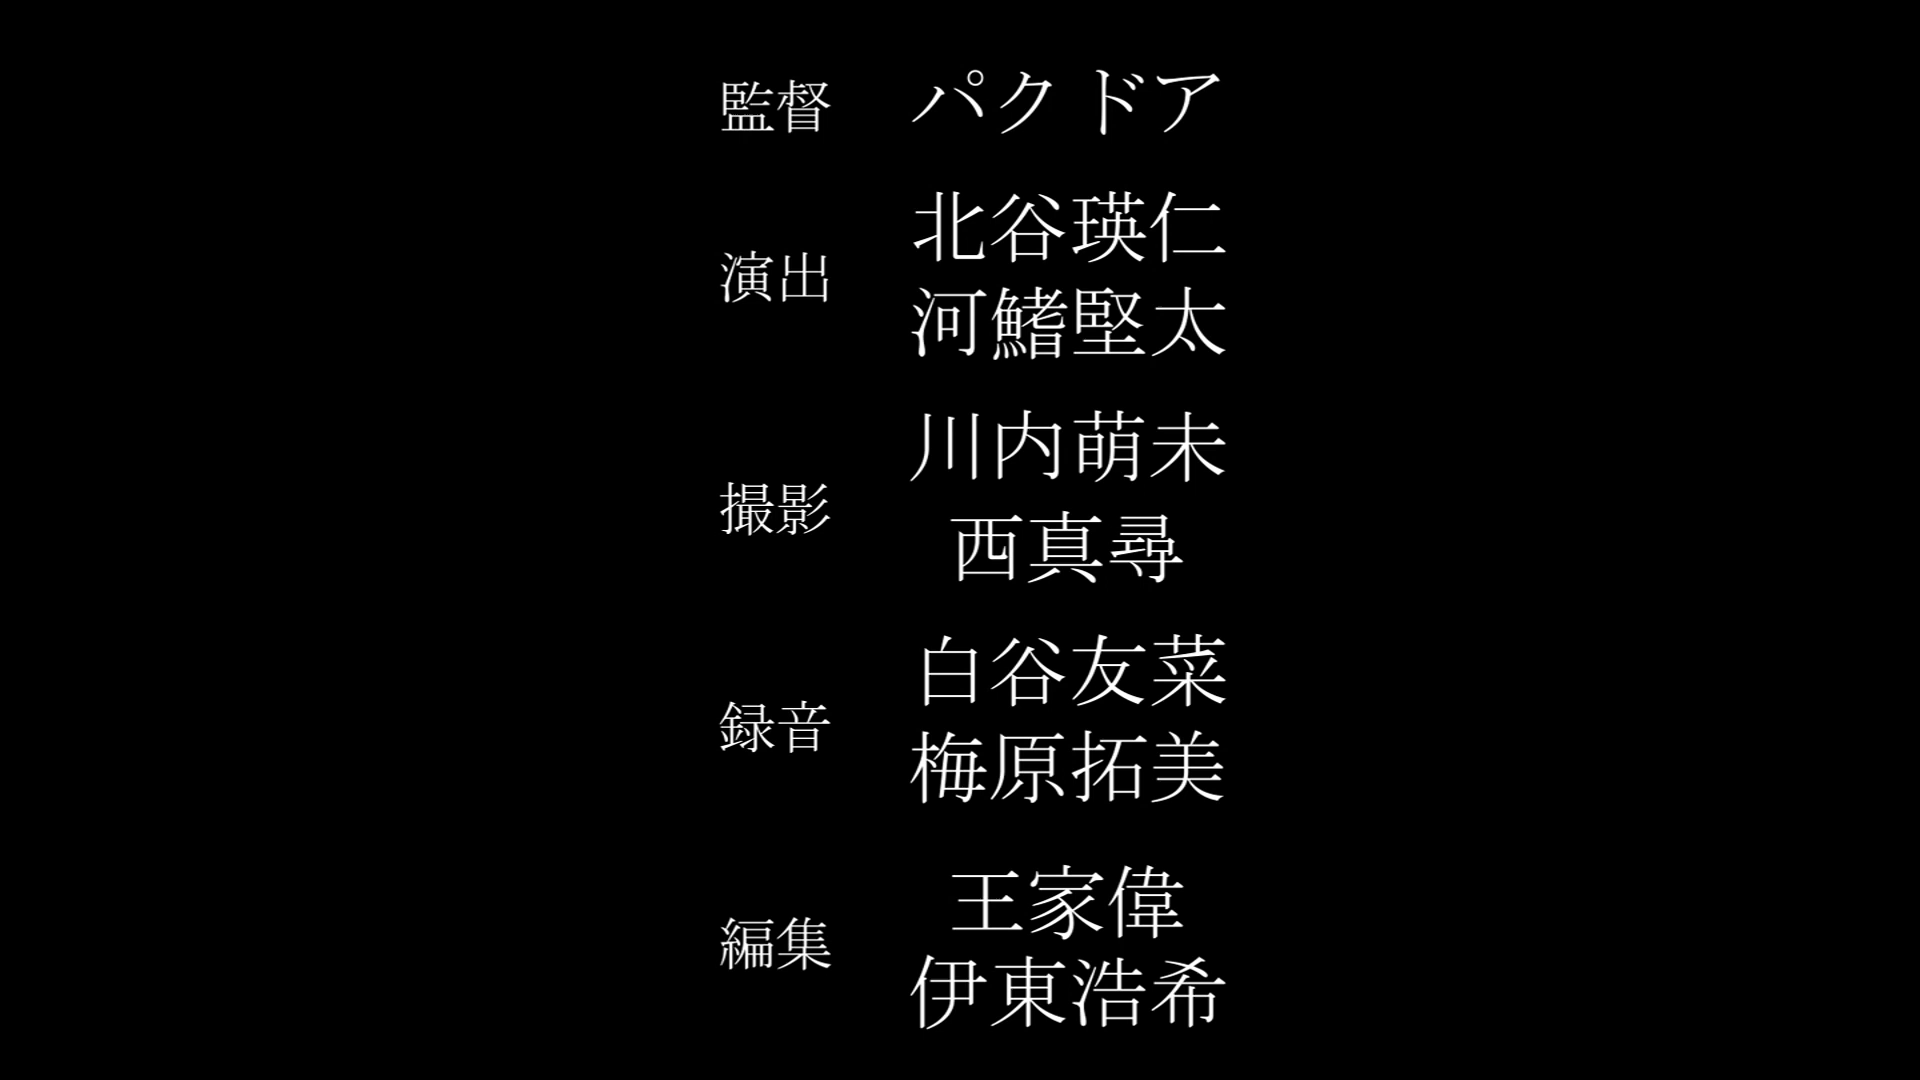 監督 パク ドア
演出 北谷瑛仁
河鰭堅太
撮影 川内萌未
西真尋
録音 白谷友菜
梅原拓美
編集 王家偉
伊東浩希